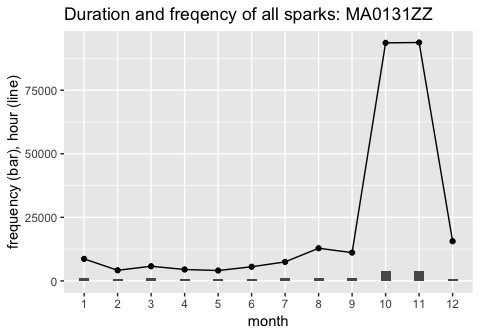 Duration and freqency of all sparks: MA0131ZZ
frequency (bar), hour (line)
75000
50000
25000
0
1 2 3 4 5 6 7 8 9 10 11 12
month